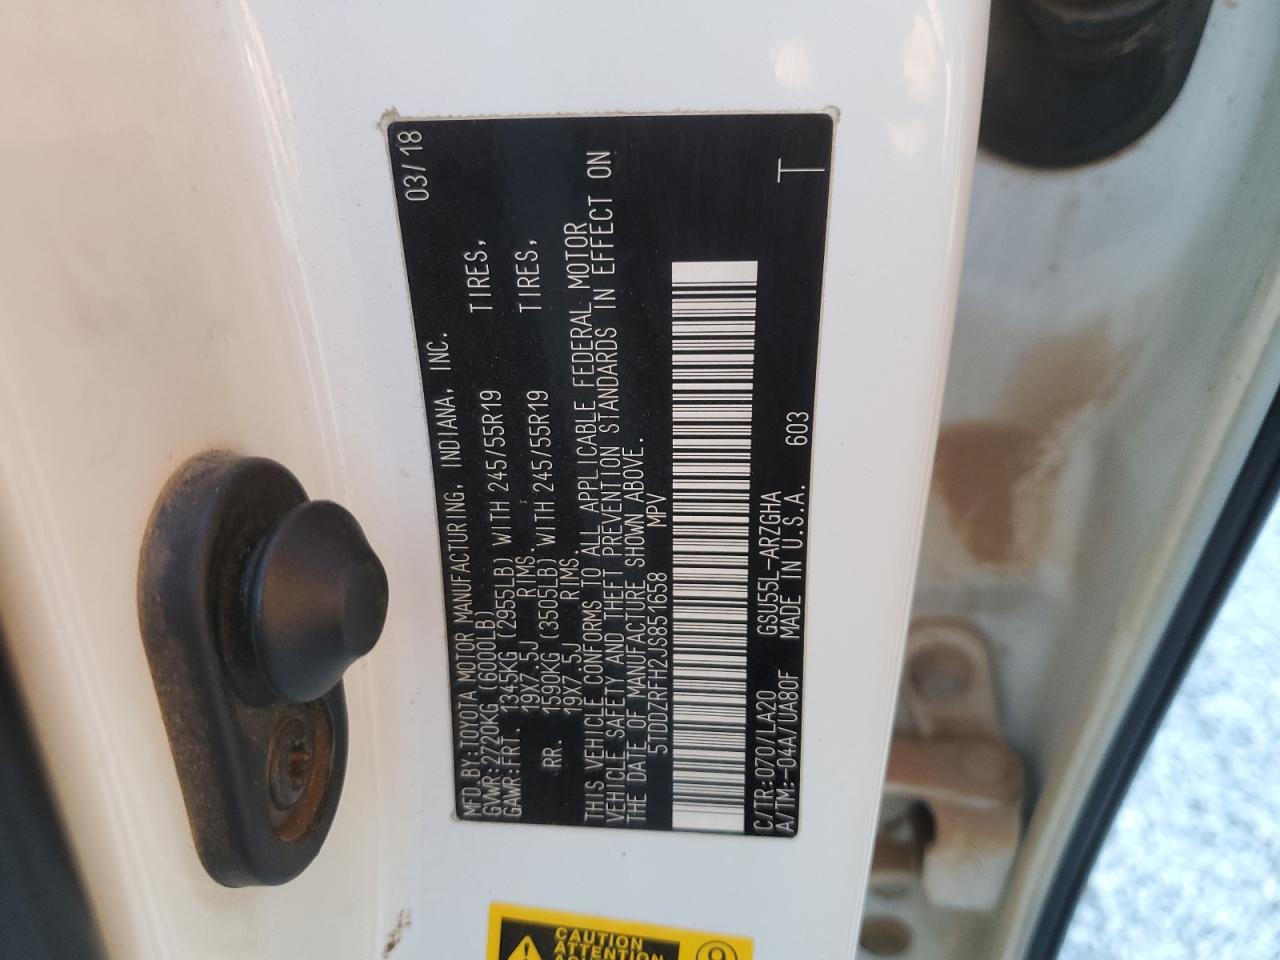 MFD.BY:TOYOTA MOTOR MANUFACTURING, INDIANA, INC. 03/18
GVWR:2720KG (6000LB)
GAWR:FRT. 1345KG (2955LB) WITH 245/55R19 TIRES,
19X7.5J RIMS.
RR. 1590KG (3505LB) WITH 245/55R19 TIRES,
19X7.5J RIMS
THIS VEHICLE CONFORMS TO ALL APPLICABLE FEDERAL MOTOR
VEHICLE SAFETY AND THEFT PREVENTION STANDARDS IN EFFECT ON
THE DATE OF MANUFACTURE SHOWN ABOVE.
5TDDZRFH2JS851658 MPV
C/TR:070/LA20 GSU55L-ARZGHA
A/TM:-04A/UA80F MADE IN U.S.A. 603
T
CAUTION
ATTENTION